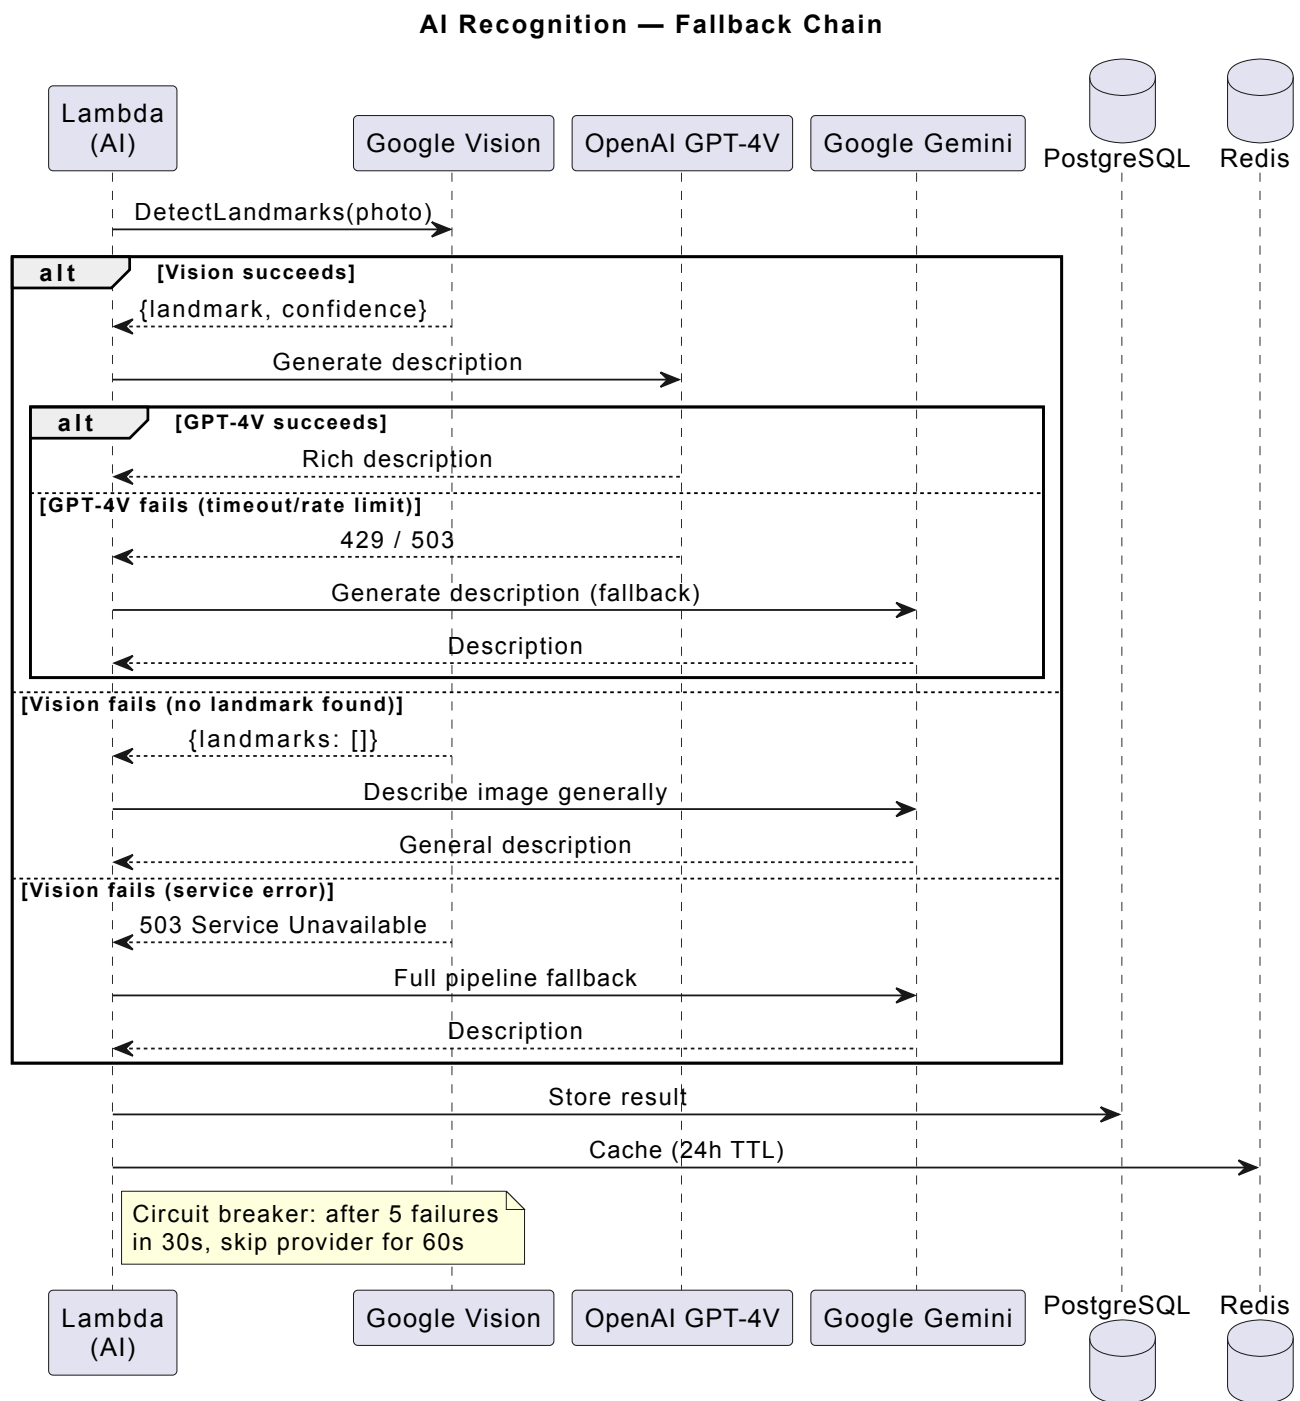 AI Recognition — Fallback Chain
Lambda
(AI)
Google Vision
OpenAI GPT-4V
Google Gemini
PostgreSQL
Redis
DetectLandmarks(photo)
alt
[Vision succeeds]
{landmark, confidence}
Generate description
alt
[GPT-4V succeeds]
Rich description
[GPT-4V fails (timeout/rate limit)]
429 / 503
Generate description (fallback)
Description
[Vision fails (no landmark found)]
{landmarks: []}
Describe image generally
General description
[Vision fails (service error)]
503 Service Unavailable
Full pipeline fallback
Description
Store result
Cache (24h TTL)
Circuit breaker: after 5 failures
in 30s, skip provider for 60s
Lambda
(AI)
Google Vision
OpenAI GPT-4V
Google Gemini
PostgreSQL
Redis